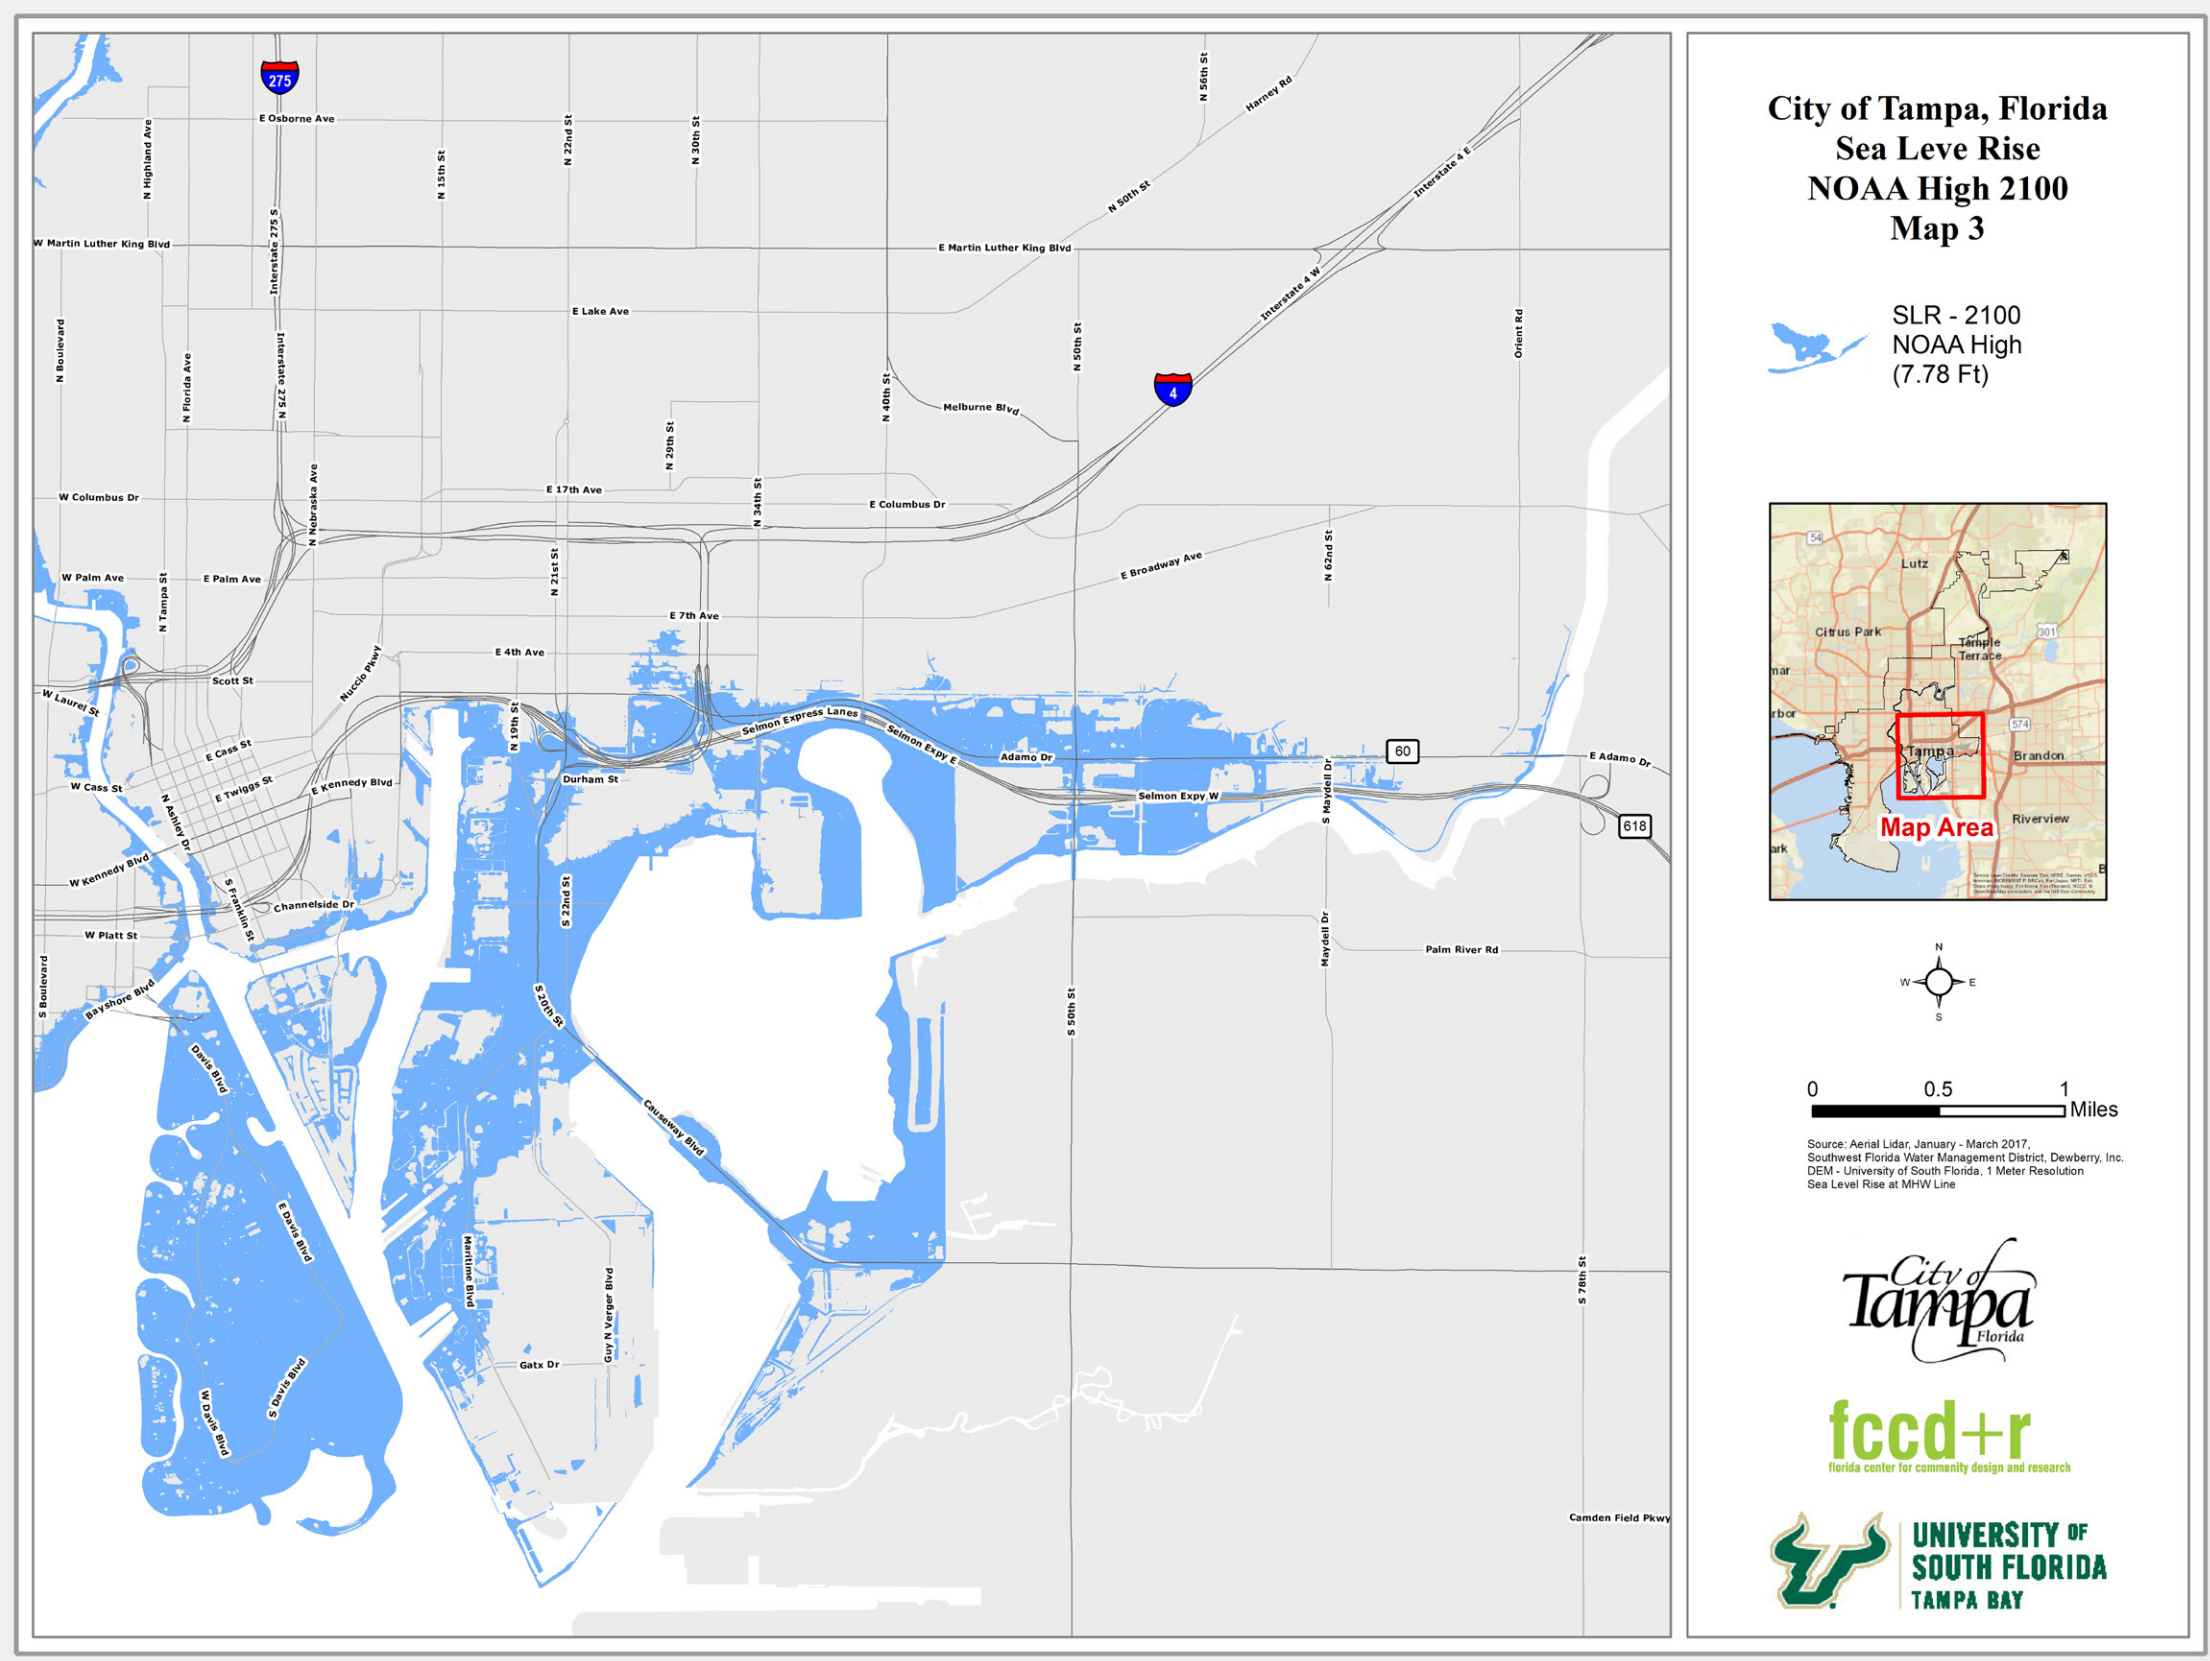 275
E Osborne Ave
N Highland Ave
N 15th St
N 22nd St
N 30th St
N 56th St
Harney Rd
N 50th St
Interstate 4 E
W Martin Luther King Blvd
Interstate 275 S
E Martin Luther King Blvd
Interstate 4 W
E Lake Ave
N Boulevard
N Florida Ave
Interstate 275 N
N 40th St
N 50th St
Orient Rd
4
Melburne Blvd
N 29th St
N 34th St
W Columbus Dr
N Nebraska Ave
E 17th Ave
E Columbus Dr
W Palm Ave
N Tampa St
E Palm Ave
N 21st St
E Broadway Ave
N 62nd St
E 7th Ave
E 4th Ave
Nuccio Pkwy
Scott St
W Laurel St
N 19th St
Selmon Express Lanes
Selmon Expy E
E Cass St
Adamo Dr
60
E Adamo Dr
Durham St
W Cass St
E Twiggs St
E Kennedy Blvd
Selmon Expy W
S Maydell Dr
618
N Ashley Dr
W Kennedy Blvd
S Franklin St
Channelside Dr
S 22nd St
W Platt St
Maydell Dr
Palm River Rd
S Boulevard
Bayshore Blvd
S 20th St
S 50th St
Davis Blvd
Causeway Blvd
E Davis Blvd
Maritime Blvd
Guy N Verger Blvd
S 78th St
Gatx Dr
S Davis Blvd
W Davis Blvd
Camden Field Pkwy
City of Tampa, Florida
Sea Leve Rise
NOAA High 2100
Map 3
SLR - 2100
NOAA High
(7.78 Ft)
54
Lutz
Citrus Park
Temple
Terrace
301
mar
rbor
574
Tampa
Brandon
Map Area
Riverview
ark
B
N
W
E
S
0
0.5
1
Miles
Source: Aerial Lidar, January - March 2017,
Southwest Florida Water Management District, Dewberry, Inc.
DEM - University of South Florida, 1 Meter Resolution
Sea Level Rise at MHW Line
City of
Tampa
Florida
fccd+r
florida center for community design and research
UNIVERSITY OF
SOUTH FLORIDA
TAMPA BAY